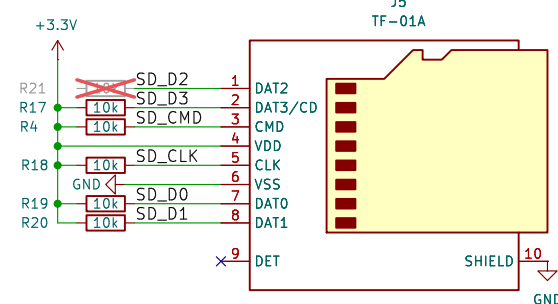 J5
TF-01A
+3.3V
R21 SD_D2 1 DAT2
R17 10k SD_D3 2 DAT3/CD
R4 10k SD_CMD 3 CMD
4 VDD
R18 10k SD_CLK 5 CLK
GND 6 VSS
R19 10k SD_D0 7 DAT0
R20 10k SD_D1 8 DAT1
9 DET SHIELD 10
GND